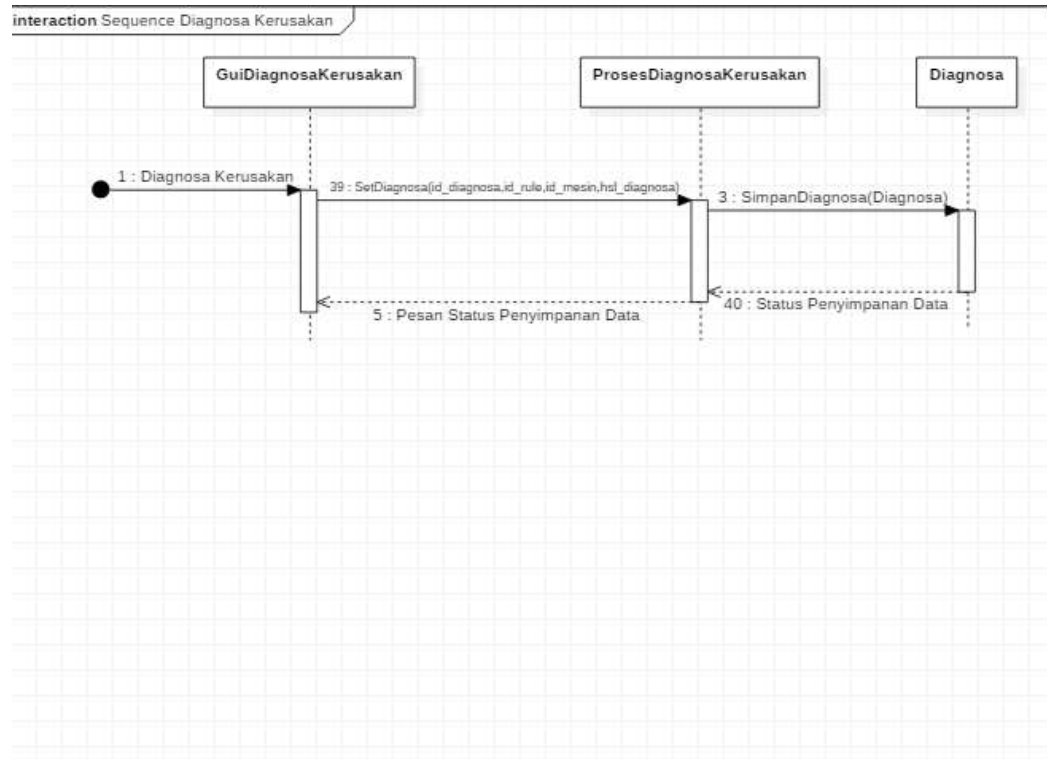 interaction Sequence Diagnosa Kerusakan
GuiDiagnosaKerusakan
ProsesDiagnosaKerusakan
Diagnosa
1 : Diagnosa Kerusakan
39 : SetDiagnosa(id_diagnosa,id_rule,id_mesin,hsl_diagnosa)
3 : SimpanDiagnosa(Diagnosa)
40 : Status Penyimpanan Data
5 : Pesan Status Penyimpanan Data